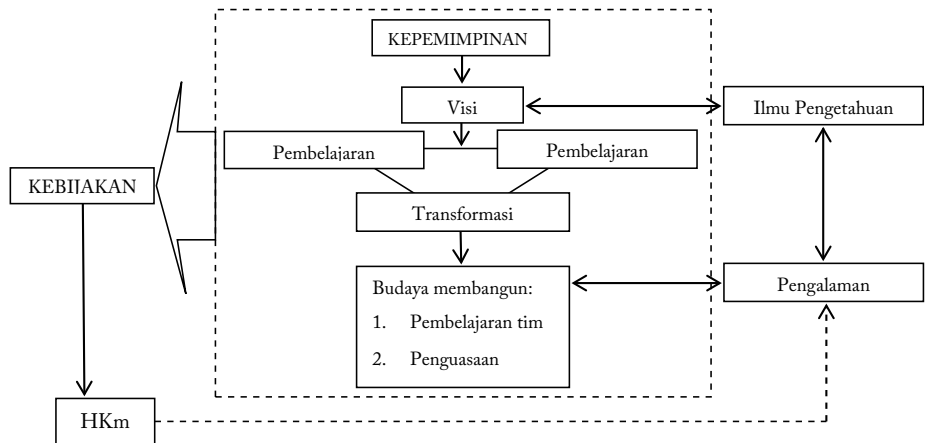 KEPEMIMPINAN
Visi
Ilmu Pengetahuan
Pembelajaran
Pembelajaran
KEBIJAKAN
Transformasi
Budaya membangun:
1. Pembelajaran tim
2. Penguasaan
Pengalaman
HKm